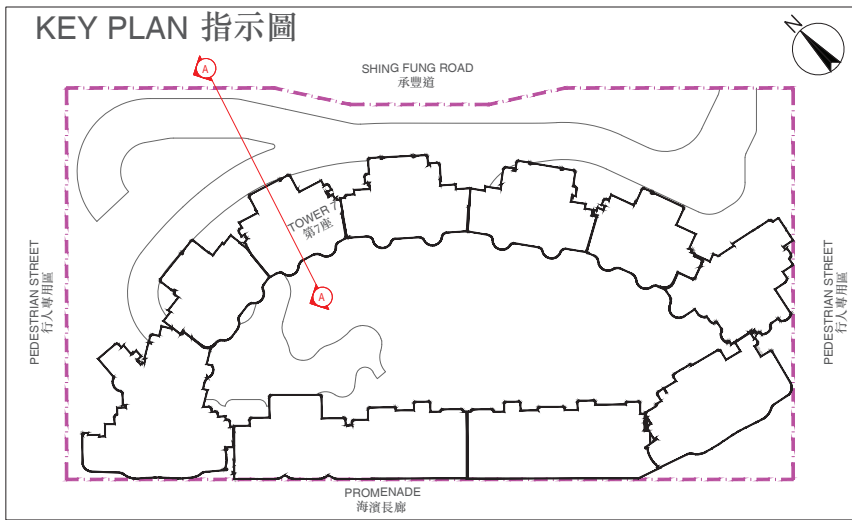 KEY PLAN 指示圖
N
A
SHING FUNG ROAD
承豐道
TOWER 7
第7座
A
PEDESTRIAN STREET
行人專用區
PEDESTRIAN STREET
行人專用區
PROMENADE
海濱長廊